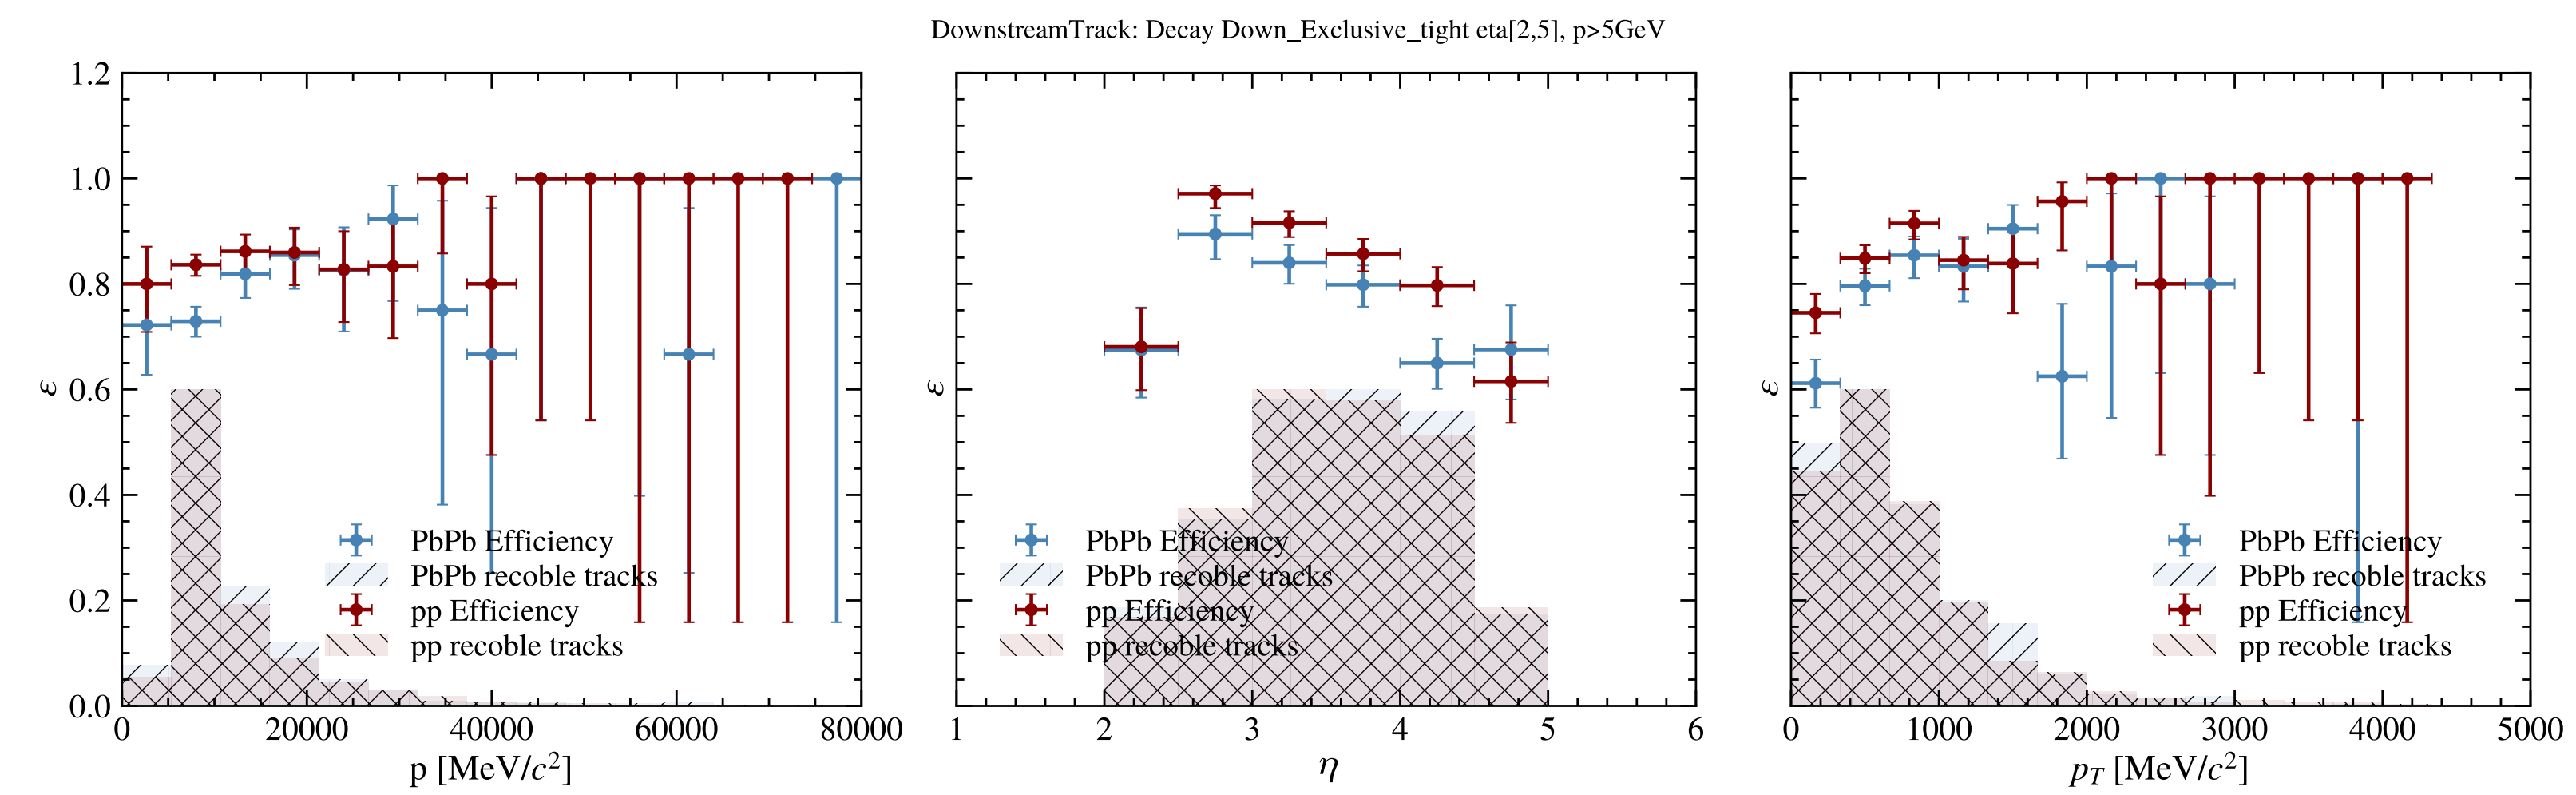 DownstreamTrack: Decay Down_Exclusive_tight eta[2,5], p>5GeV
1.2
1.0
0.8
0.6
0.4
0.2
0.0
ε
PbPb Efficiency
PbPb recoble tracks
pp Efficiency
pp recoble tracks
0 20000 40000 60000 80000
p [MeV/c²]
ε
PbPb Efficiency
PbPb recoble tracks
pp Efficiency
pp recoble tracks
1 2 3 4 5 6
η
ε
PbPb Efficiency
PbPb recoble tracks
pp Efficiency
pp recoble tracks
0 1000 2000 3000 4000 5000
p_T [MeV/c²]